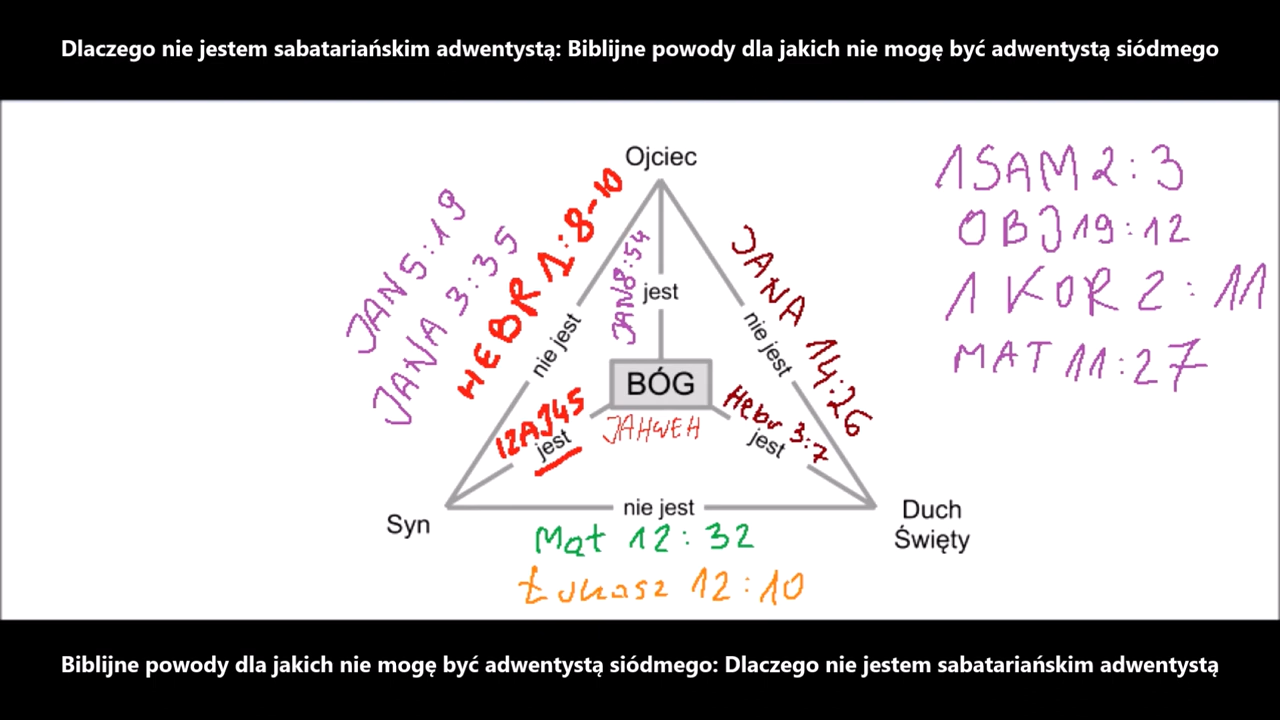 Dlaczego nie jestem sabatariańskim adwentystą: Biblijne powody dla jakich nie mogę być adwentystą siódmego
Ojciec
JAN 5:19
JANA 3:35
HEBR 1:8-10
nie jest
JAN 8:54
jest
JANA 14:26
nie jest
1SAM 2:3
OBJ 19:12
1 KOR 2:11
MAT 11:27
BÓG
JAHWEH
IZAJ45
jest
Hebr 3:7
jest
Syn
nie jest
Duch
Święty
Mat 12:32
Łukasz 12:10
Biblijne powody dla jakich nie mogę być adwentystą siódmego: Dlaczego nie jestem sabatariańskim adwentystą